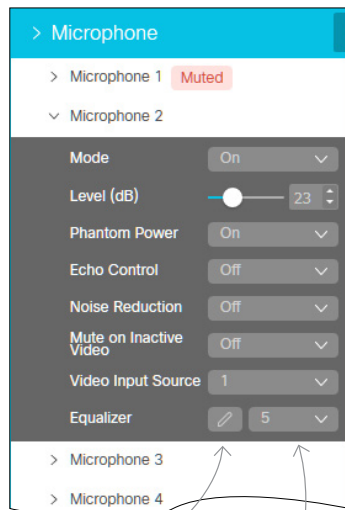 Microphone
Microphone 1 Muted
Microphone 2
Mode On
Level (dB) 23
Phantom Power On
Echo Control Off
Noise Reduction Off
Mute on Inactive
Video Off
Video Input Source 1
Equalizer 5
Microphone 3
Microphone 4